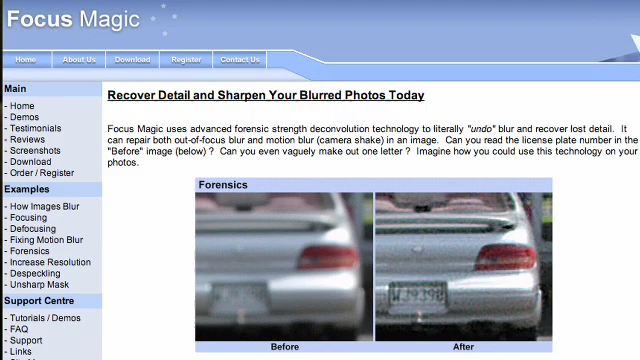 Focus Magic
Home About Us Download Register Contact Us
Main
- Home
- Demos
- Testimonials
- Reviews
- Screenshots
- Download
- Order / Register
Examples
- How Images Blur
- Focusing
- Defocusing
- Fixing Motion Blur
- Forensics
- Increase Resolution
- Despeckling
- Unsharp Mask
Support Centre
- Tutorials / Demos
- FAQ
- Support
- Links
Recover Detail and Sharpen Your Blurred Photos Today
Focus Magic uses advanced forensic strength deconvolution technology to literally "undo" blur and recover lost detail. It
can repair both out-of-focus blur and motion blur (camera shake) in an image. Can you read the license plate number in the
"Before" image (below) ? Can you even vaguely make out one letter ? Imagine how you could use this technology on your
photos.
Forensics
Before After